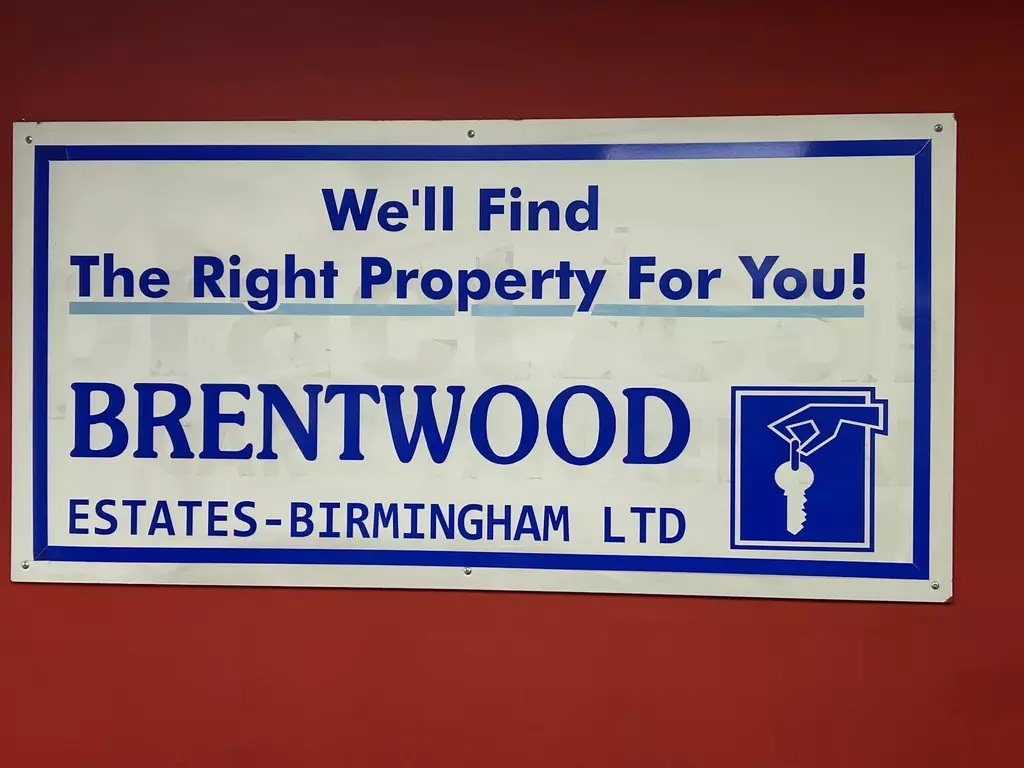 We'll Find
The Right Property For You!
BRENTWOOD
ESTATES-BIRMINGHAM LTD